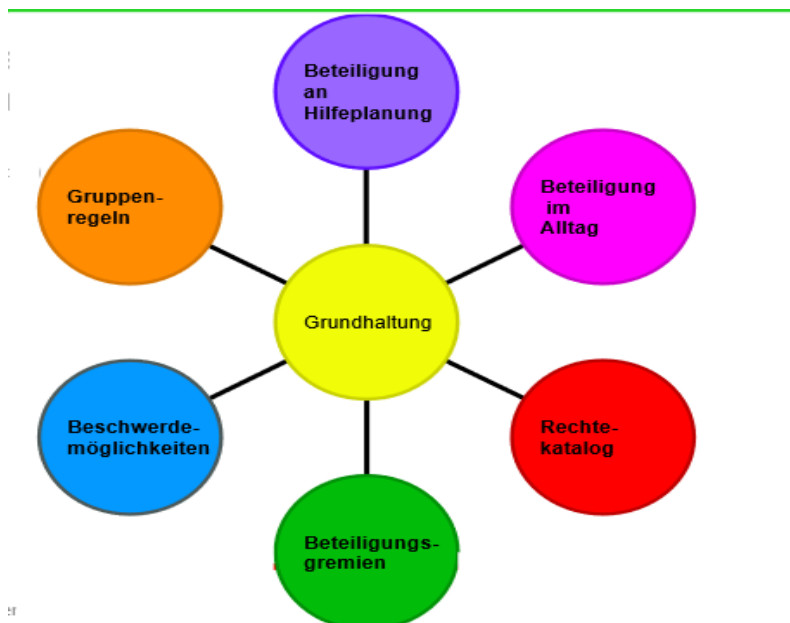 Beteiligung
an
Hilfeplanung
Gruppen-
regeln
Beteiligung
im
Alltag
Grundhaltung
Beschwerde-
möglichkeiten
Rechte-
katalog
Beteiligungs-
gremien